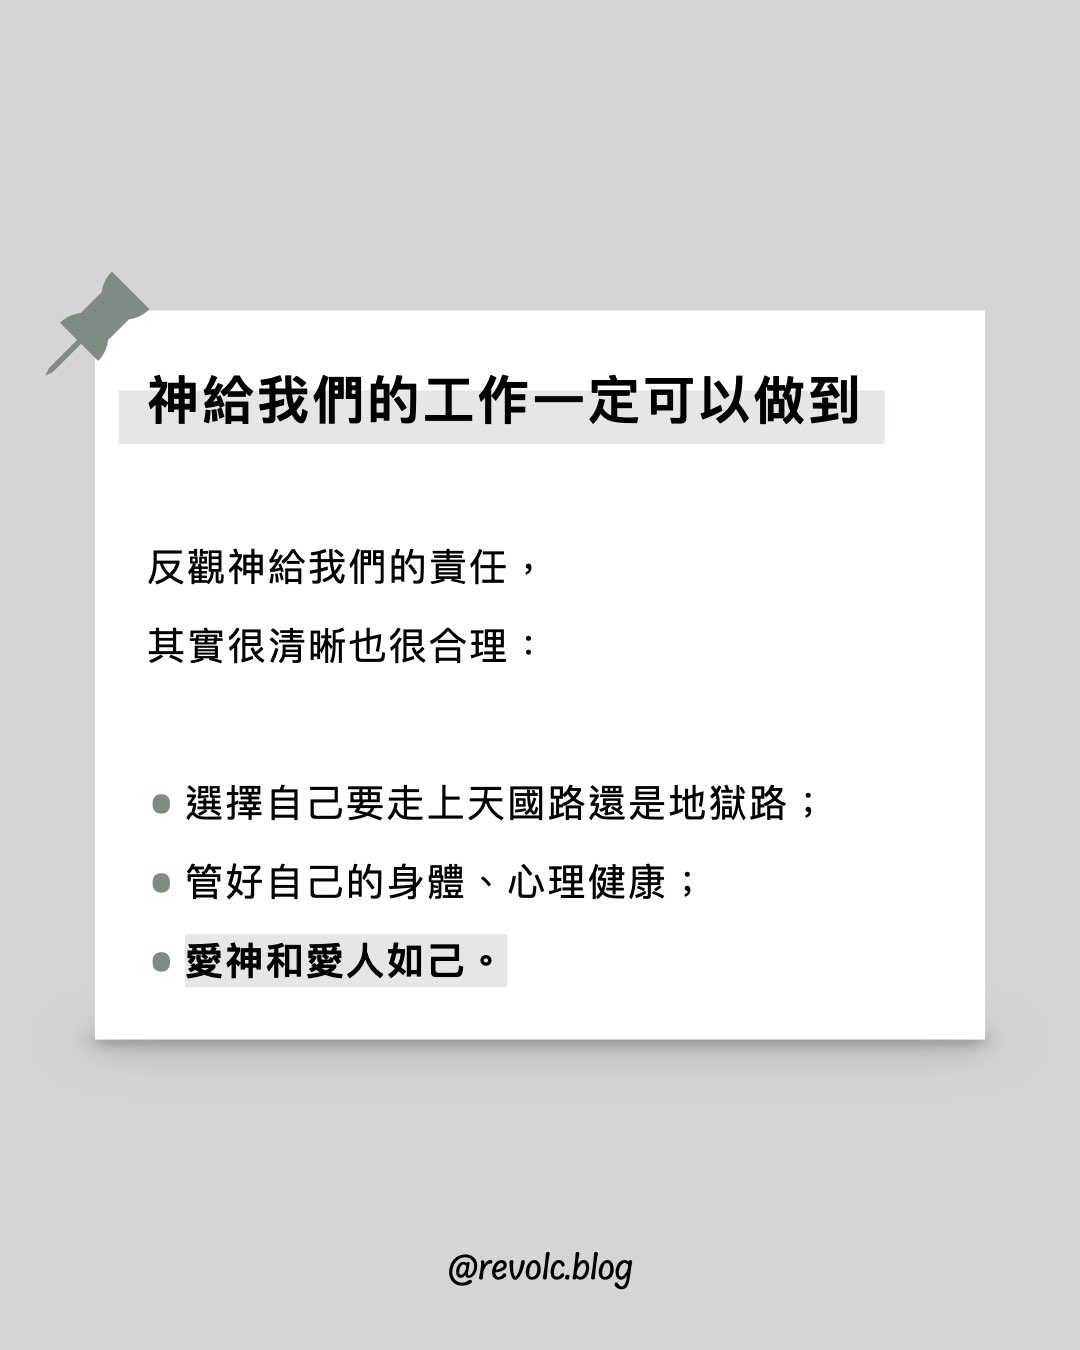 神給我們的工作一定可以做到
反觀神給我們的責任，
其實很清晰也很合理：
選擇自己要走上天國路還是地獄路；
管好自己的身體、心理健康；
愛神和愛人如己。
@revolc.blog